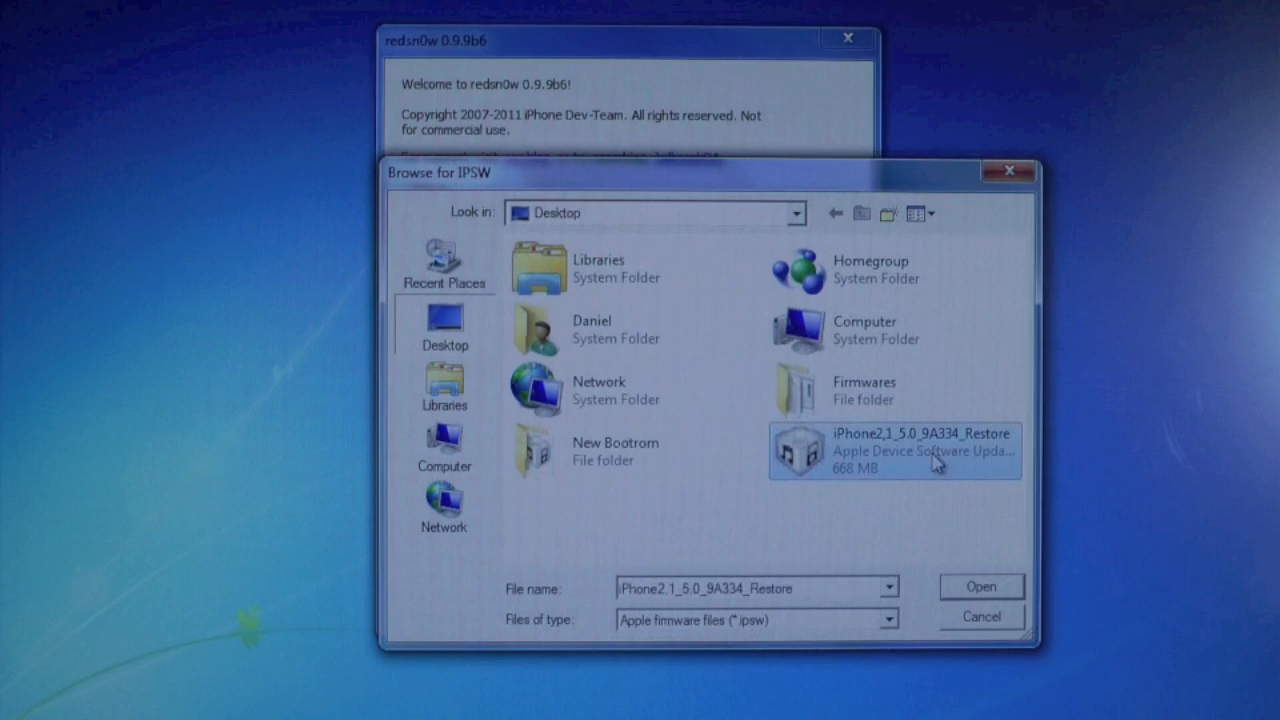 redsn0w 0.9.9b6
Welcome to redsn0w 0.9.9b6!
Copyright 2007-2011 iPhone Dev-Team. All rights reserved. Not
for commercial use.
Browse for IPSW
Look in:
Desktop
Recent Places
Desktop
Libraries
Computer
Network
Libraries
System Folder
Homegroup
System Folder
Daniel
System Folder
Computer
System Folder
Network
System Folder
Firmwares
File folder
New Bootrom
File folder
iPhone2,1_5.0_9A334_Restore
Apple Device Software Upda...
668 MB
File name:
iPhone2,1_5.0_9A334_Restore
Open
Files of type:
Apple firmware files (*.ipsw)
Cancel